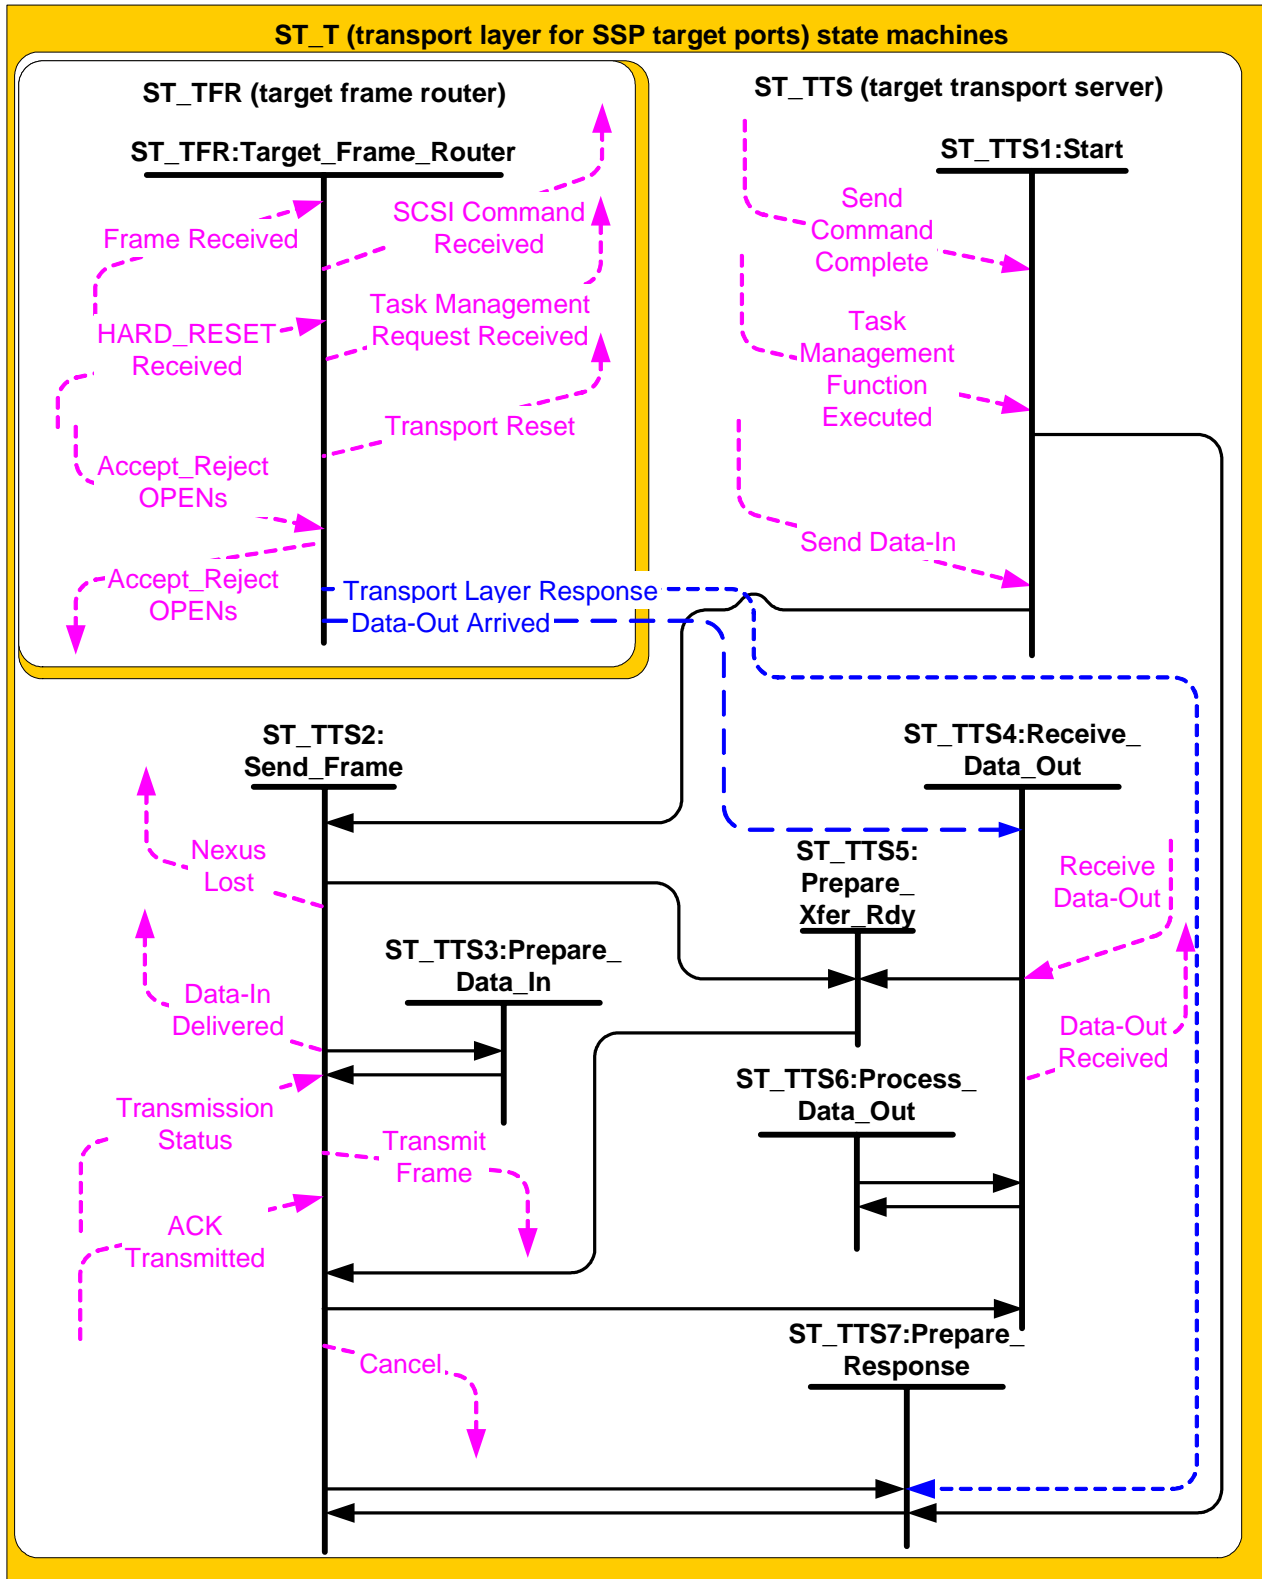 ST_T (transport layer for SSP target ports) state machines
ST_TFR (target frame router)
ST_TFR:Target_Frame_Router
Frame Received
SCSI Command
Received
HARD_RESET
Received
Task Management
Request Received
Transport Reset
Accept_Reject
OPENs
Accept_Reject
OPENs
Transport Layer Response
Data-Out Arrived
ST_TTS (target transport server)
ST_TTS1:Start
Send
Command
Complete
Task
Management
Function
Executed
Send Data-In
ST_TTS2:
Send_Frame
Nexus
Lost
Data-In
Delivered
Transmission
Status
ACK
Transmitted
Transmit
Frame
Cancel
ST_TTS3:Prepare_
Data_In
ST_TTS4:Receive_
Data_Out
ST_TTS5:
Prepare_
Xfer_Rdy
Receive
Data-Out
Data-Out
Received
ST_TTS6:Process_
Data_Out
ST_TTS7:Prepare_
Response